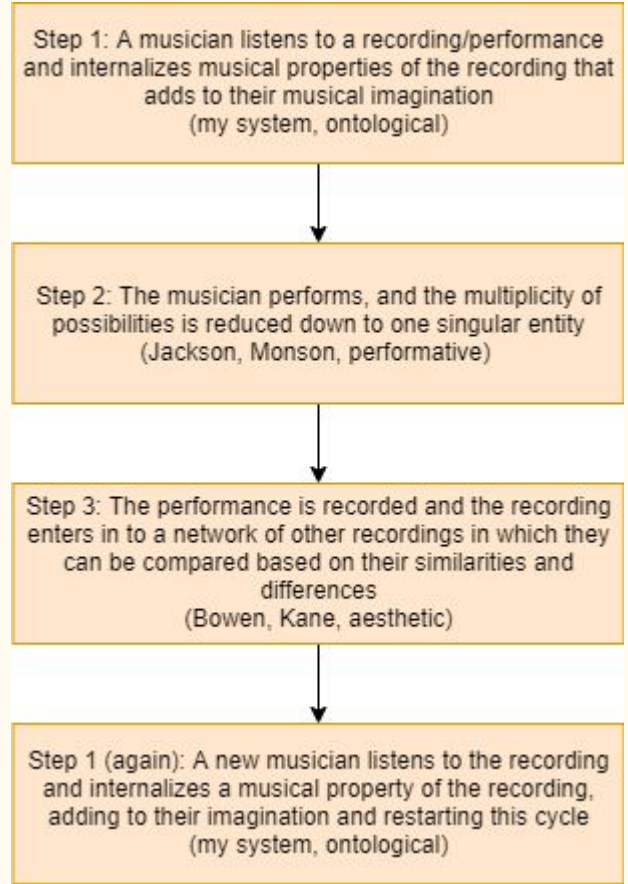 Step 1: A musician listens to a recording/performance
and internalizes musical properties of the recording that
adds to their musical imagination
(my system, ontological)
Step 2: The musician performs, and the multiplicity of
possibilities is reduced down to one singular entity
(Jackson, Monson, performative)
Step 3: The performance is recorded and the recording
enters in to a network of other recordings in which they
can be compared based on their similarities and
differences
(Bowen, Kane, aesthetic)
Step 1 (again): A new musician listens to the recording
and internalizes a musical property of the recording,
adding to their imagination and restarting this cycle
(my system, ontological)